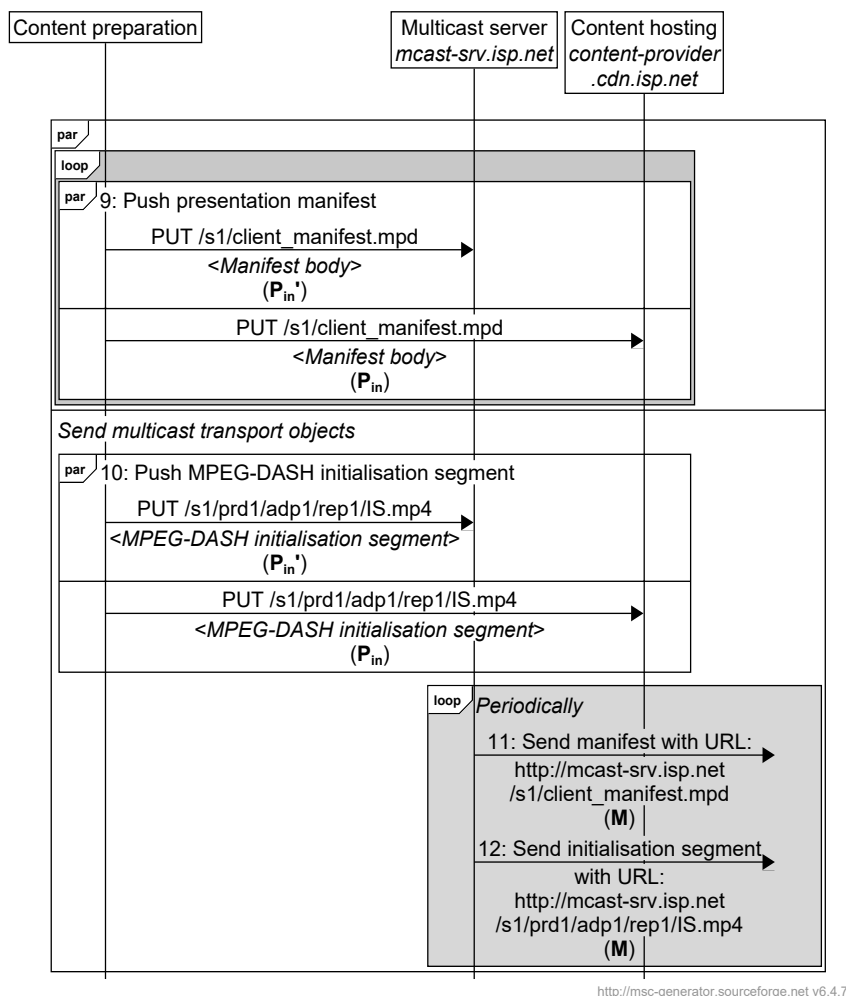 Content preparation
Multicast server
mcast-srv.isp.net
Content hosting
content-provider
.cdn.isp.net
par
loop
par
9: Push presentation manifest
PUT /s1/client_manifest.mpd
<Manifest body>
(Pin')
PUT /s1/client_manifest.mpd
<Manifest body>
(Pin)
Send multicast transport objects
par
10: Push MPEG-DASH initialisation segment
PUT /s1/prd1/adp1/rep1/IS.mp4
<MPEG-DASH initialisation segment>
(Pin')
PUT /s1/prd1/adp1/rep1/IS.mp4
<MPEG-DASH initialisation segment>
(Pin)
loop
Periodically
11: Send manifest with URL:
http://mcast-srv.isp.net
/s1/client_manifest.mpd
(M)
12: Send initialisation segment
with URL:
http://mcast-srv.isp.net
/s1/prd1/adp1/rep1/IS.mp4
(M)
http://msc-generator.sourceforge.net v6.4.7